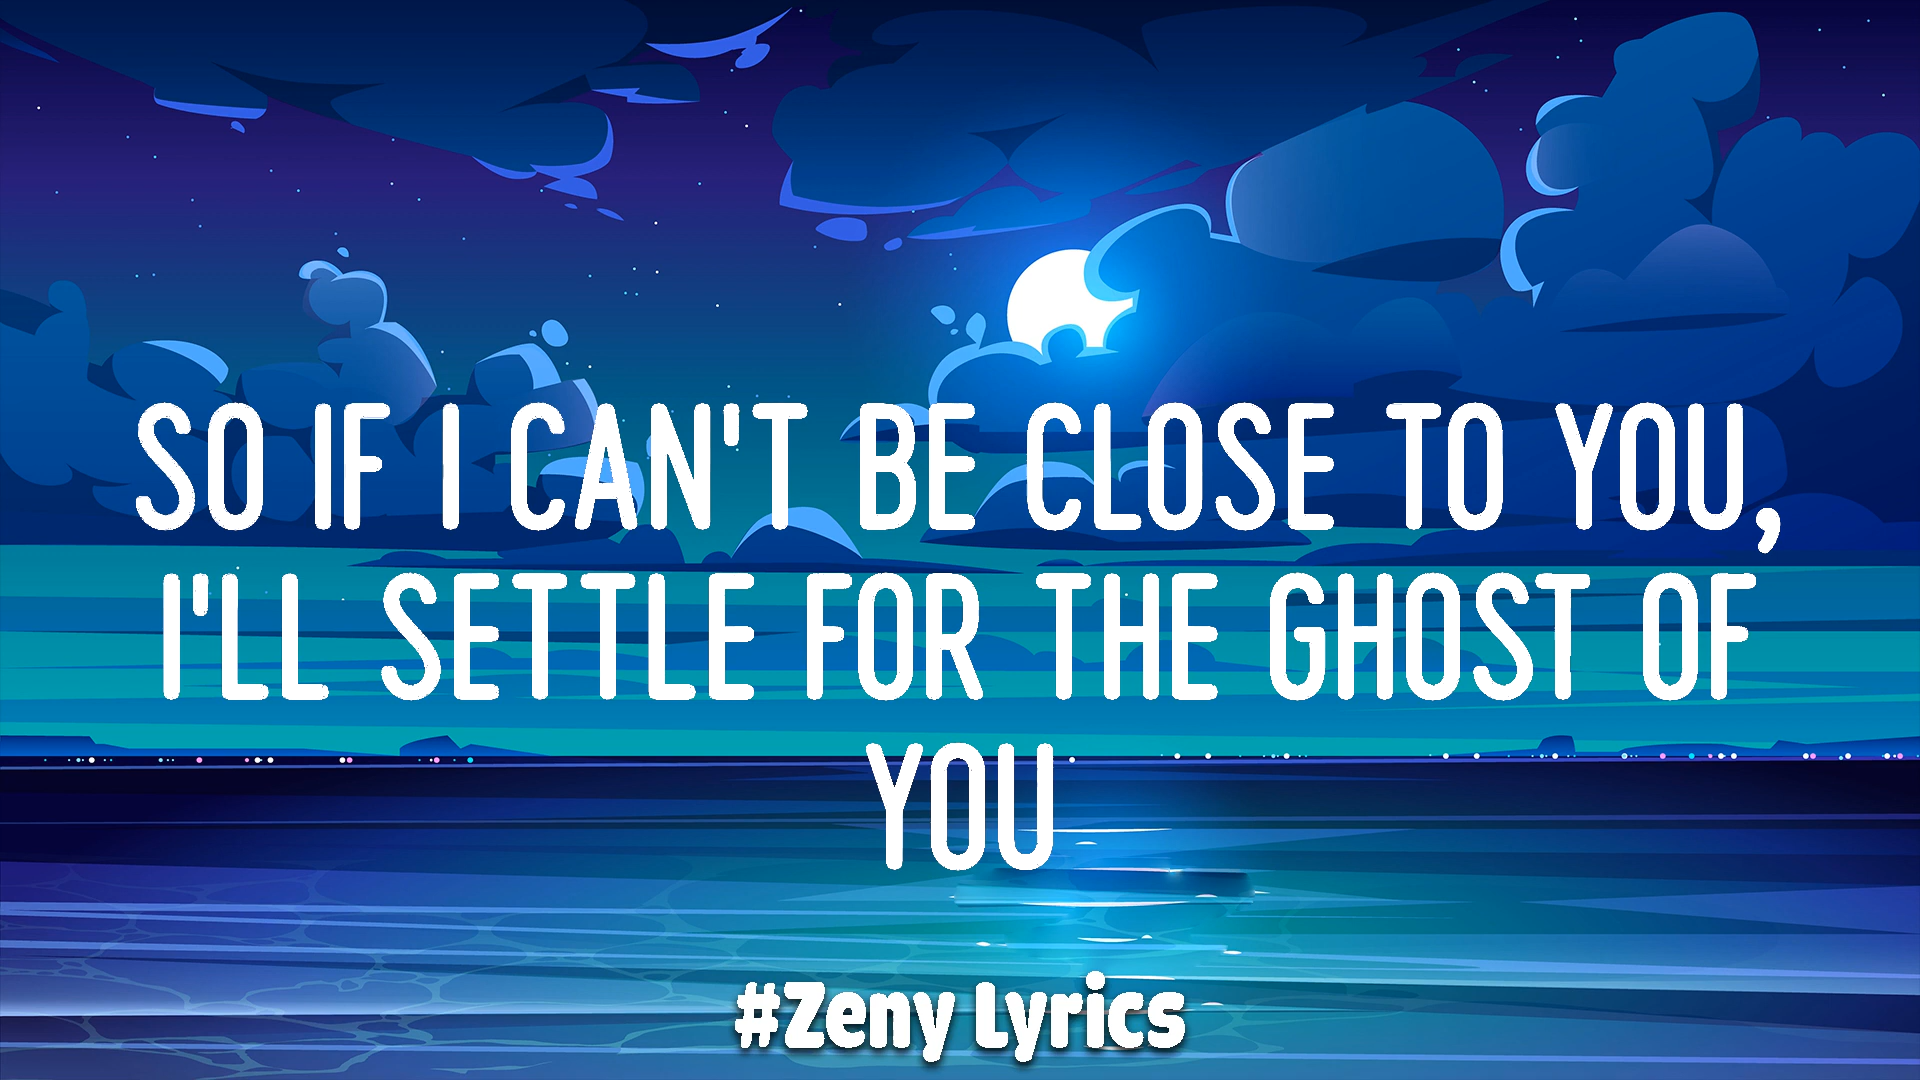 SO IF I CAN'T BE CLOSE TO YOU,
I'LL SETTLE FOR THE GHOST OF
YOU
#Zeny Lyrics